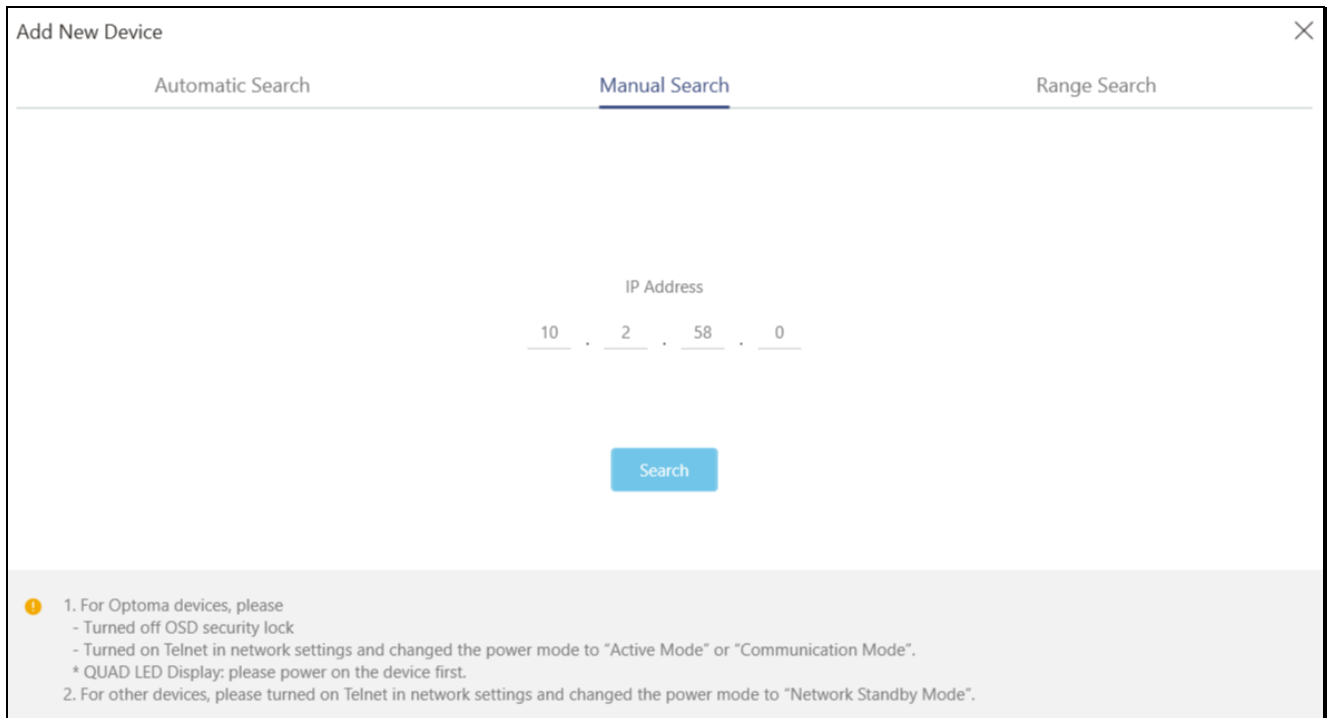 Add New Device
Automatic Search
Manual Search
Range Search
IP Address
10 . 2 . 58 . 0
Search
1. For Optoma devices, please
- Turned off OSD security lock
- Turned on Telnet in network settings and changed the power mode to “Active Mode” or “Communication Mode”.
* QUAD LED Display: please power on the device first.
2. For other devices, please turned on Telnet in network settings and changed the power mode to “Network Standby Mode”.